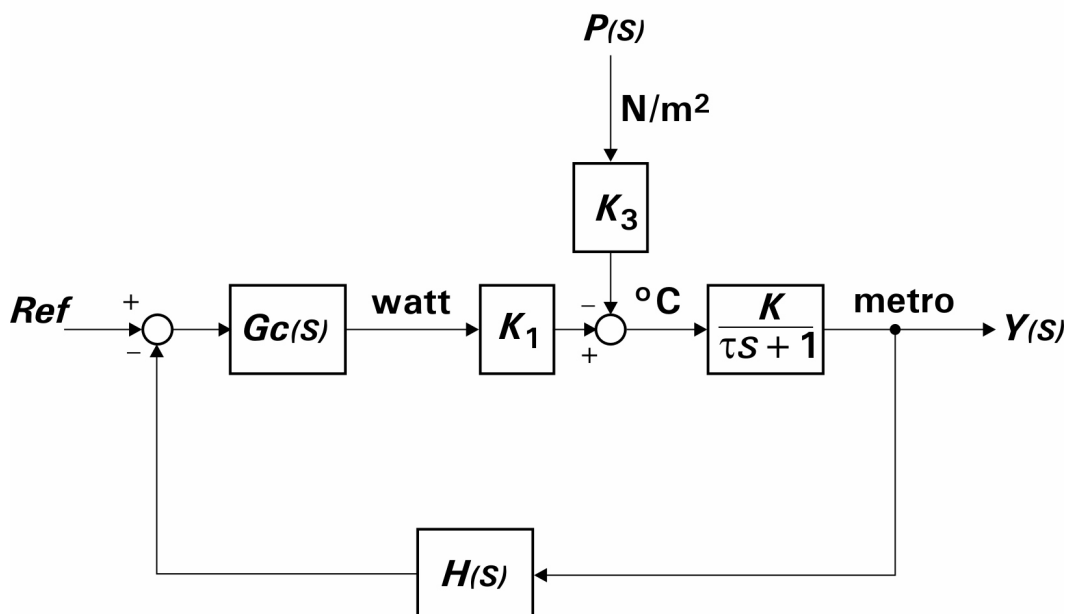 P(S)
N/m²
K₃
Ref
+
−
Gc(S)
watt
K₁
−
+
°C
K
τs + 1
metro
Y(S)
H(S)